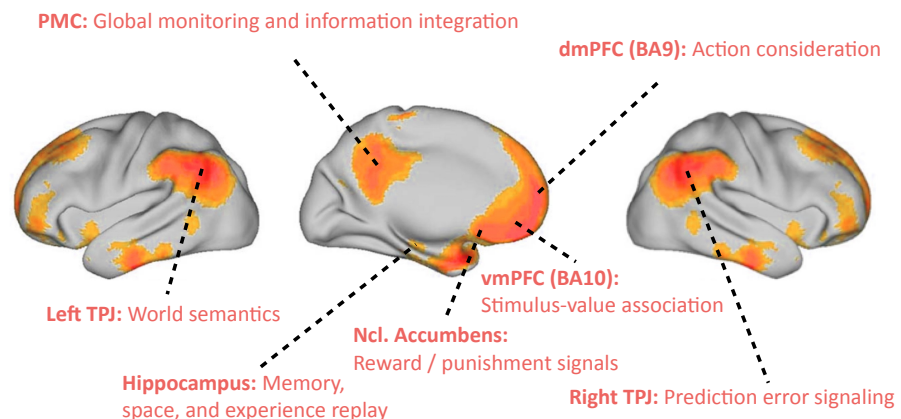 PMC: Global monitoring and information integration
dmPFC (BA9): Action consideration
vmPFC (BA10):
Stimulus-value association
Left TPJ: World semantics
Ncl. Accumbens:
Reward / punishment signals
Hippocampus: Memory,
space, and experience replay
Right TPJ: Prediction error signaling